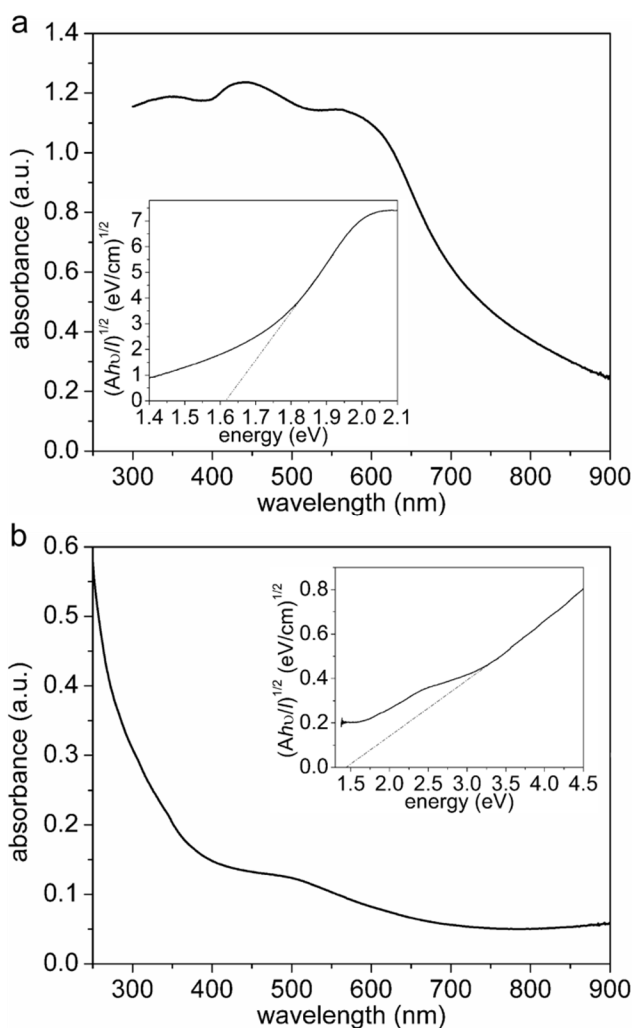 a
1.4
1.2
1.0
0.8
0.6
0.4
0.2
0.0
absorbance (a.u.)
300 400 500 600 700 800 900
wavelength (nm)
7
6
5
4
3
2
1
0
(Ahυ/l)^1/2 (eV/cm)^1/2
1.4 1.5 1.6 1.7 1.8 1.9 2.0 2.1
energy (eV)
b
0.6
0.5
0.4
0.3
0.2
0.1
0.0
absorbance (a.u.)
300 400 500 600 700 800 900
wavelength (nm)
0.8
0.6
0.4
0.2
0.0
(Ahυ/l)^1/2 (eV/cm)^1/2
1.5 2.0 2.5 3.0 3.5 4.0 4.5
energy (eV)